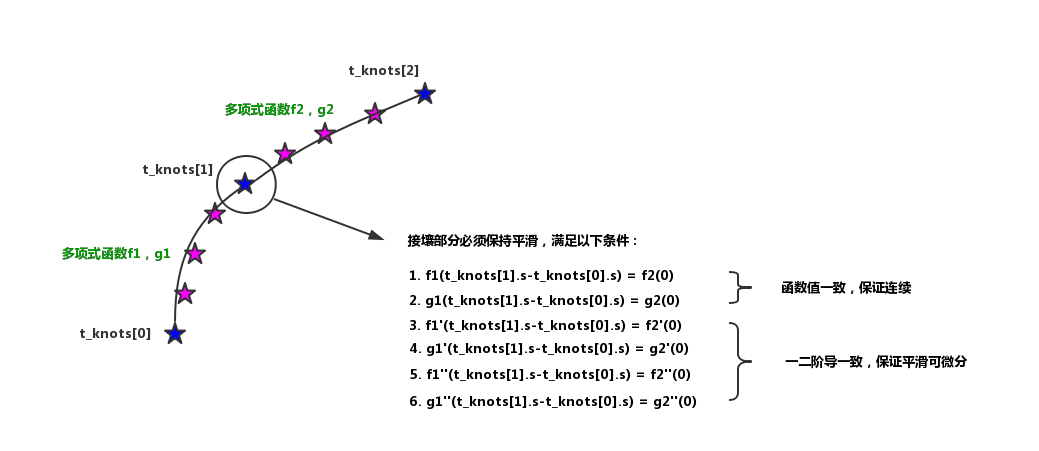 t_knots[2]
多项式函数f2，g2
t_knots[1]
多项式函数f1，g1
t_knots[0]
接壤部分必须保持平滑，满足以下条件：
1. f1(t_knots[1].s-t_knots[0].s) = f2(0)
2. g1(t_knots[1].s-t_knots[0].s) = g2(0)
函数值一致，保证连续
3. f1'(t_knots[1].s-t_knots[0].s) = f2'(0)
4. g1'(t_knots[1].s-t_knots[0].s) = g2'(0)
5. f1''(t_knots[1].s-t_knots[0].s) = f2''(0)
6. g1''(t_knots[1].s-t_knots[0].s) = g2''(0)
一二阶导一致，保证平滑可微分